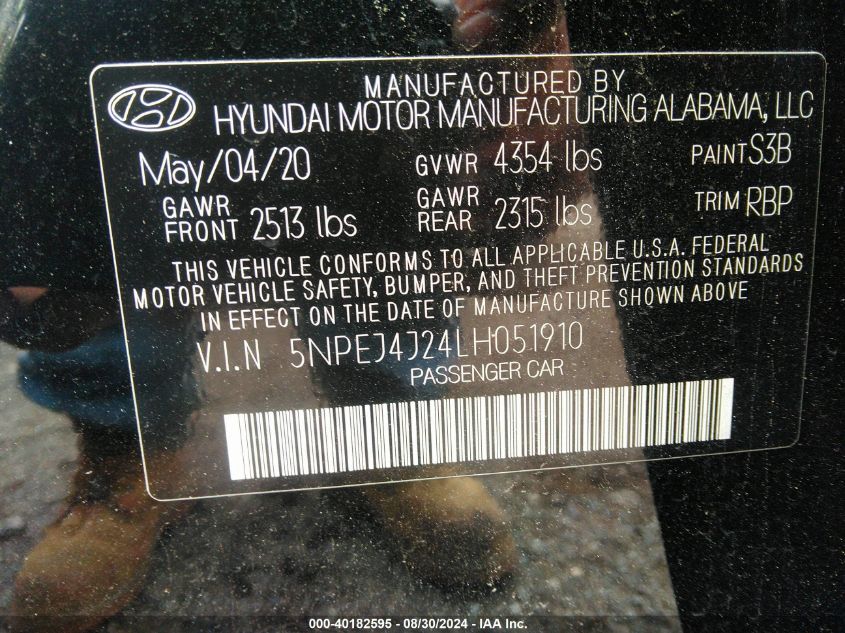 MANUFACTURED BY
HYUNDAI MOTOR MANUFACTURING ALABAMA, LLC
May/04/20 GVWR 4354 lbs PAINT S3B
GAWR FRONT 2513 lbs GAWR REAR 2315 lbs TRIM RBP
THIS VEHICLE CONFORMS TO ALL APPLICABLE U.S.A. FEDERAL
MOTOR VEHICLE SAFETY, BUMPER, AND THEFT PREVENTION STANDARDS
IN EFFECT ON THE DATE OF MANUFACTURE SHOWN ABOVE
V.I.N 5NPEJ4J24LH051910
PASSENGER CAR
000-40182595 - 08/30/2024 - IAA Inc.